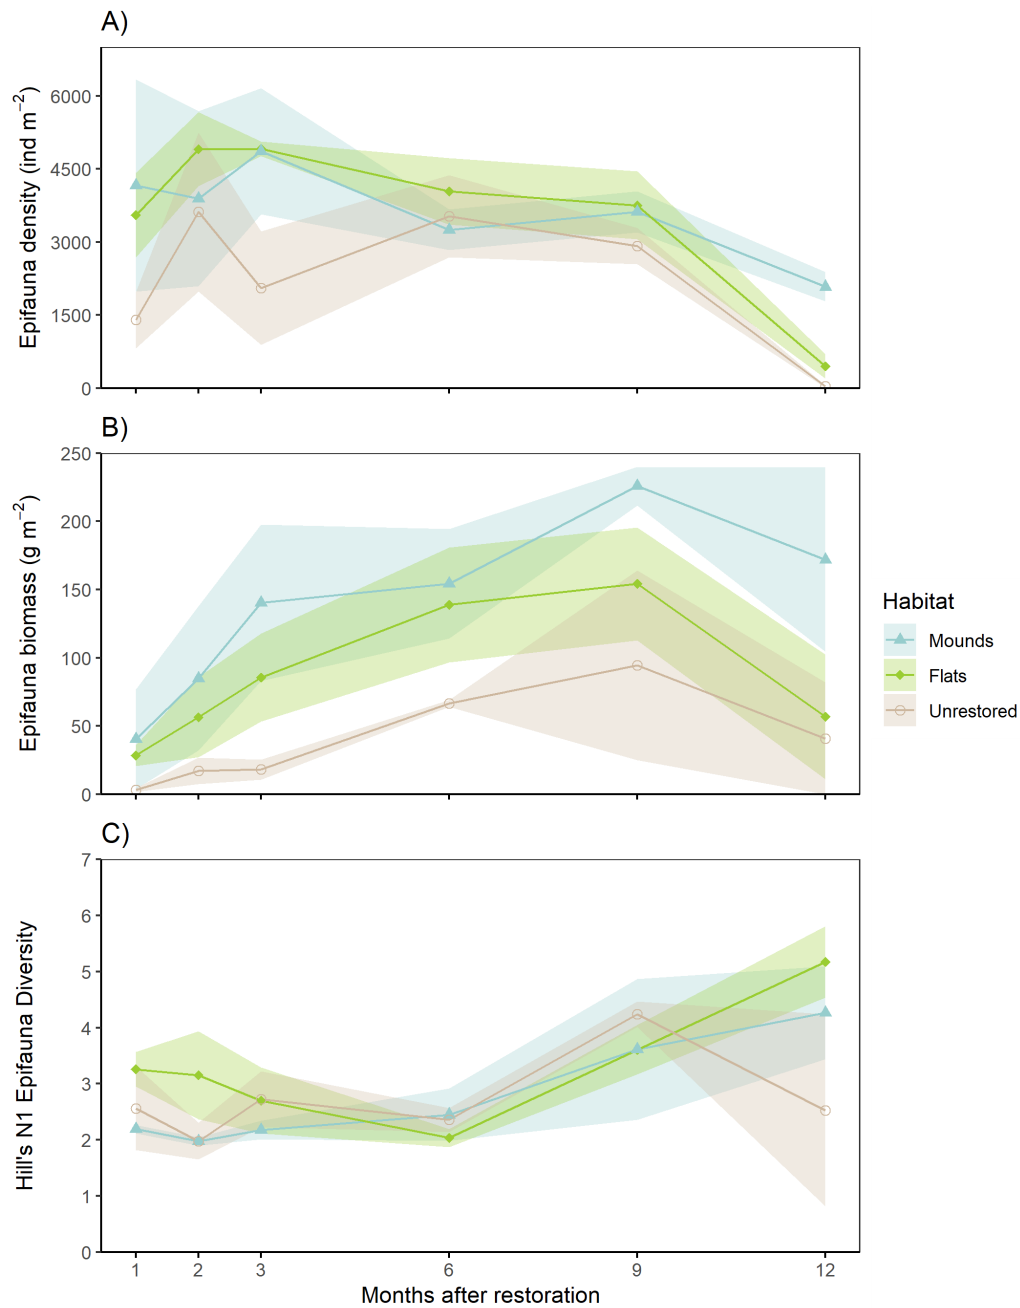 A)
Epifauna density (ind m⁻²)
6000
4500
3000
1500
0
B)
Epifauna biomass (g m⁻²)
250
200
150
100
50
0
Habitat
Mounds
Flats
Unrestored
C)
Hill's N1 Epifauna Diversity
7
6
5
4
3
2
1
0
1 2 3 6 9 12
Months after restoration